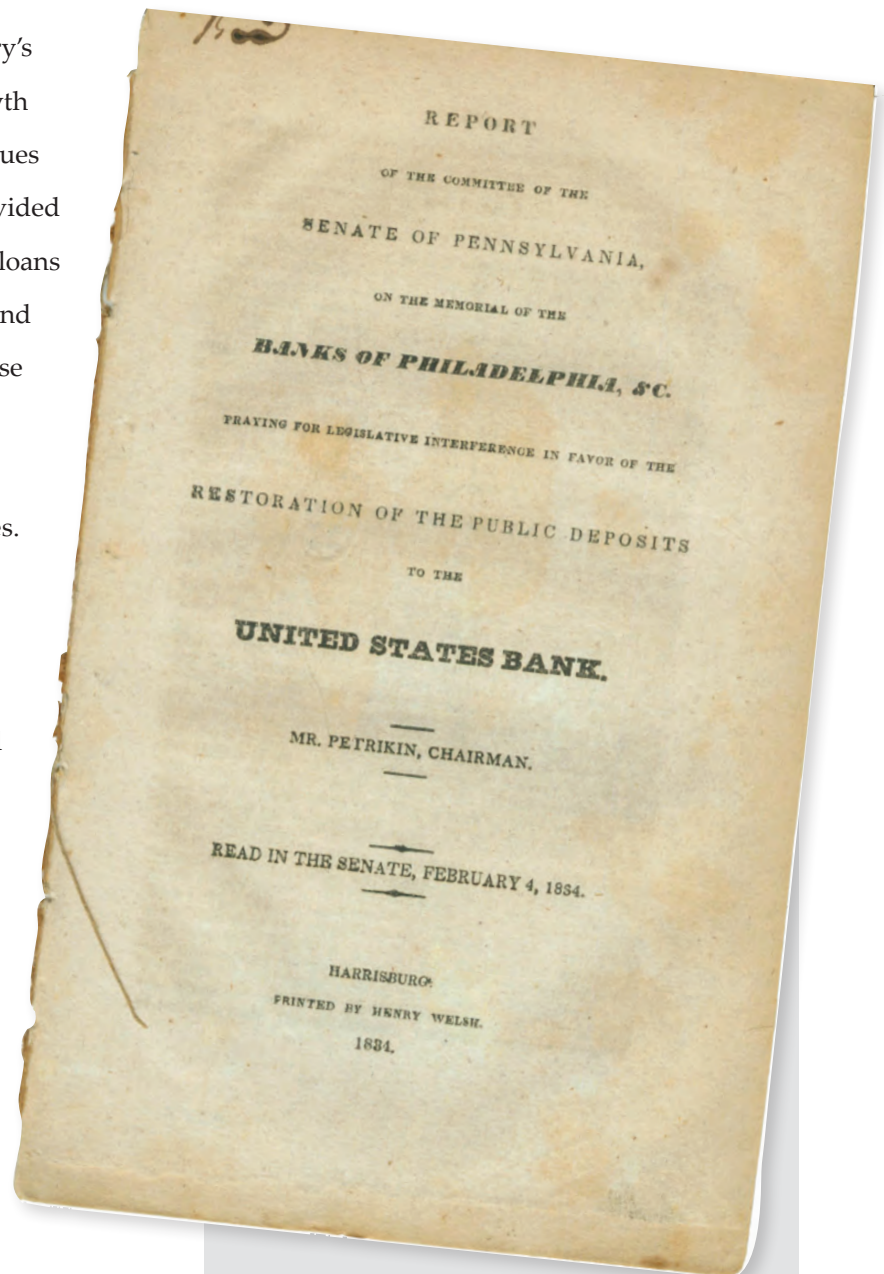 ry's
th
ues
vided
loans
nd
se
es.
REPORT
OF THE COMMITTEE OF THE
SENATE OF PENNSYLVANIA,
ON THE MEMORIAL OF THE
BANKS OF PHILADELPHIA, &C.
PRAYING FOR LEGISLATIVE INTERFERENCE IN FAVOR OF THE
RESTORATION OF THE PUBLIC DEPOSITS
TO THE
UNITED STATES BANK.
MR. PETRIKIN, CHAIRMAN.
READ IN THE SENATE, FEBRUARY 4, 1834.
HARRISBURG:
PRINTED BY HENRY WELSH.
1834.